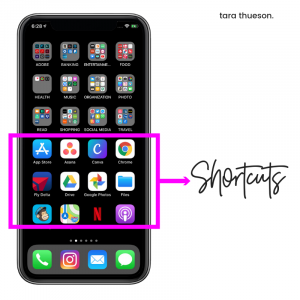 tara thueson.
6:28
ADOBE BANKING ENTERTAINME... FOOD
HEALTH MUSIC ORGANIZATION PHOTO
READ SHOPPING SOCIAL MEDIA TRAVEL
App Store Asana Canva Chrome
Fly Delta Drive Google Photos Files
Shortcuts